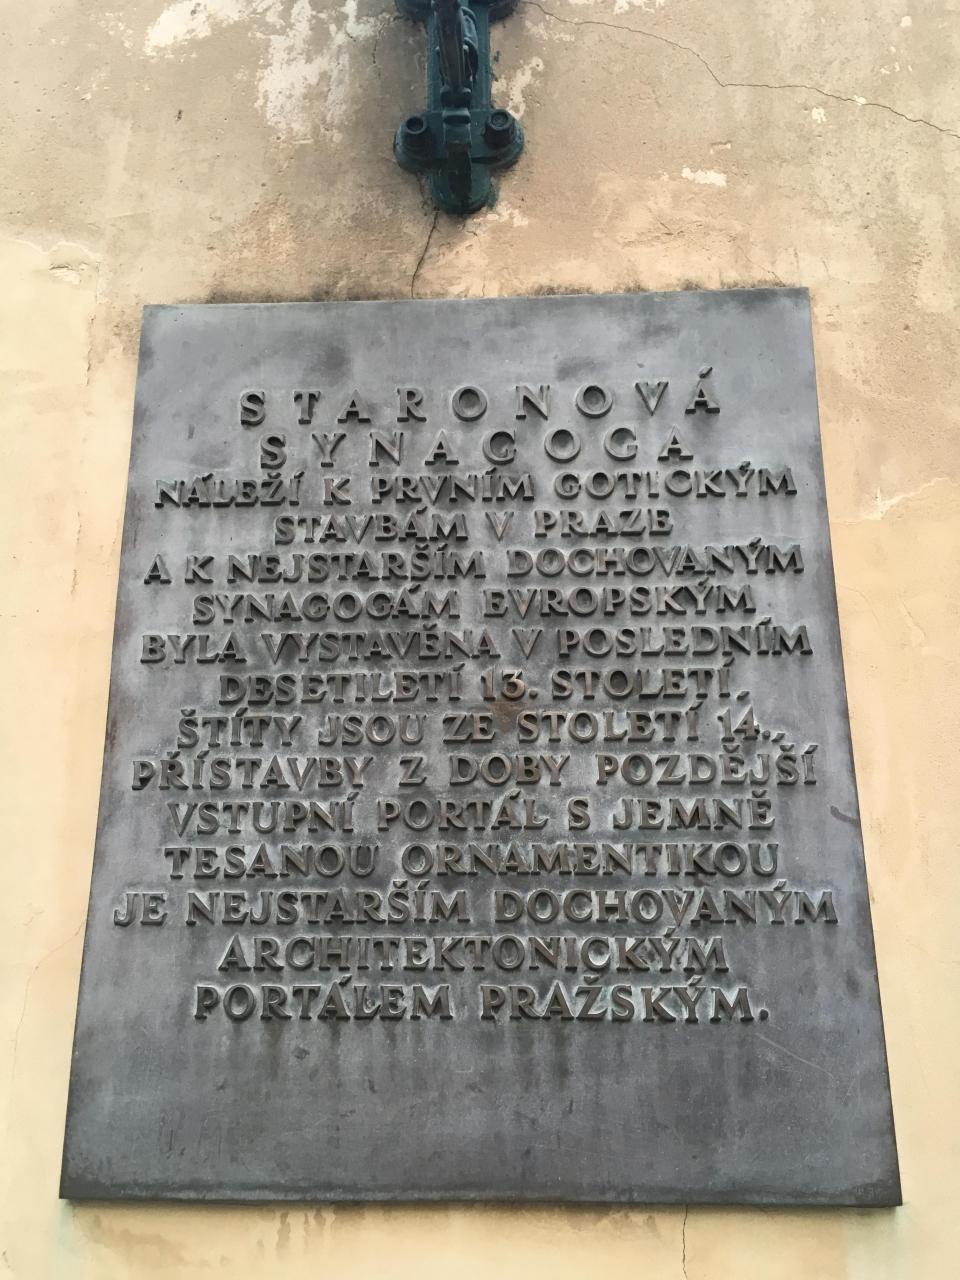 STARONOVÁ
SYNAGOGA
NÁLEŽÍ K PRVNÍM GOTICKÝM
STAVBÁM V PRAZE
A K NEJSTARŠÍM DOCHOVANÝM
SYNAGOGÁM EVROPSKÝM
BYLA VYSTAVĚNA V POSLEDNÍM
DESETILETÍ 13. STOLETÍ,
ŠTÍTY JSOU ZE STOLETÍ 14.,
PŘÍSTAVBY Z DOBY POZDĚJŠÍ
VSTUPNÍ PORTÁL S JEMNĚ
TESANOU ORNAMENTIKOU
JE NEJSTARŠÍM DOCHOVANÝM
ARCHITEKTONICKÝM
PORTÁLEM PRAŽSKÝM.